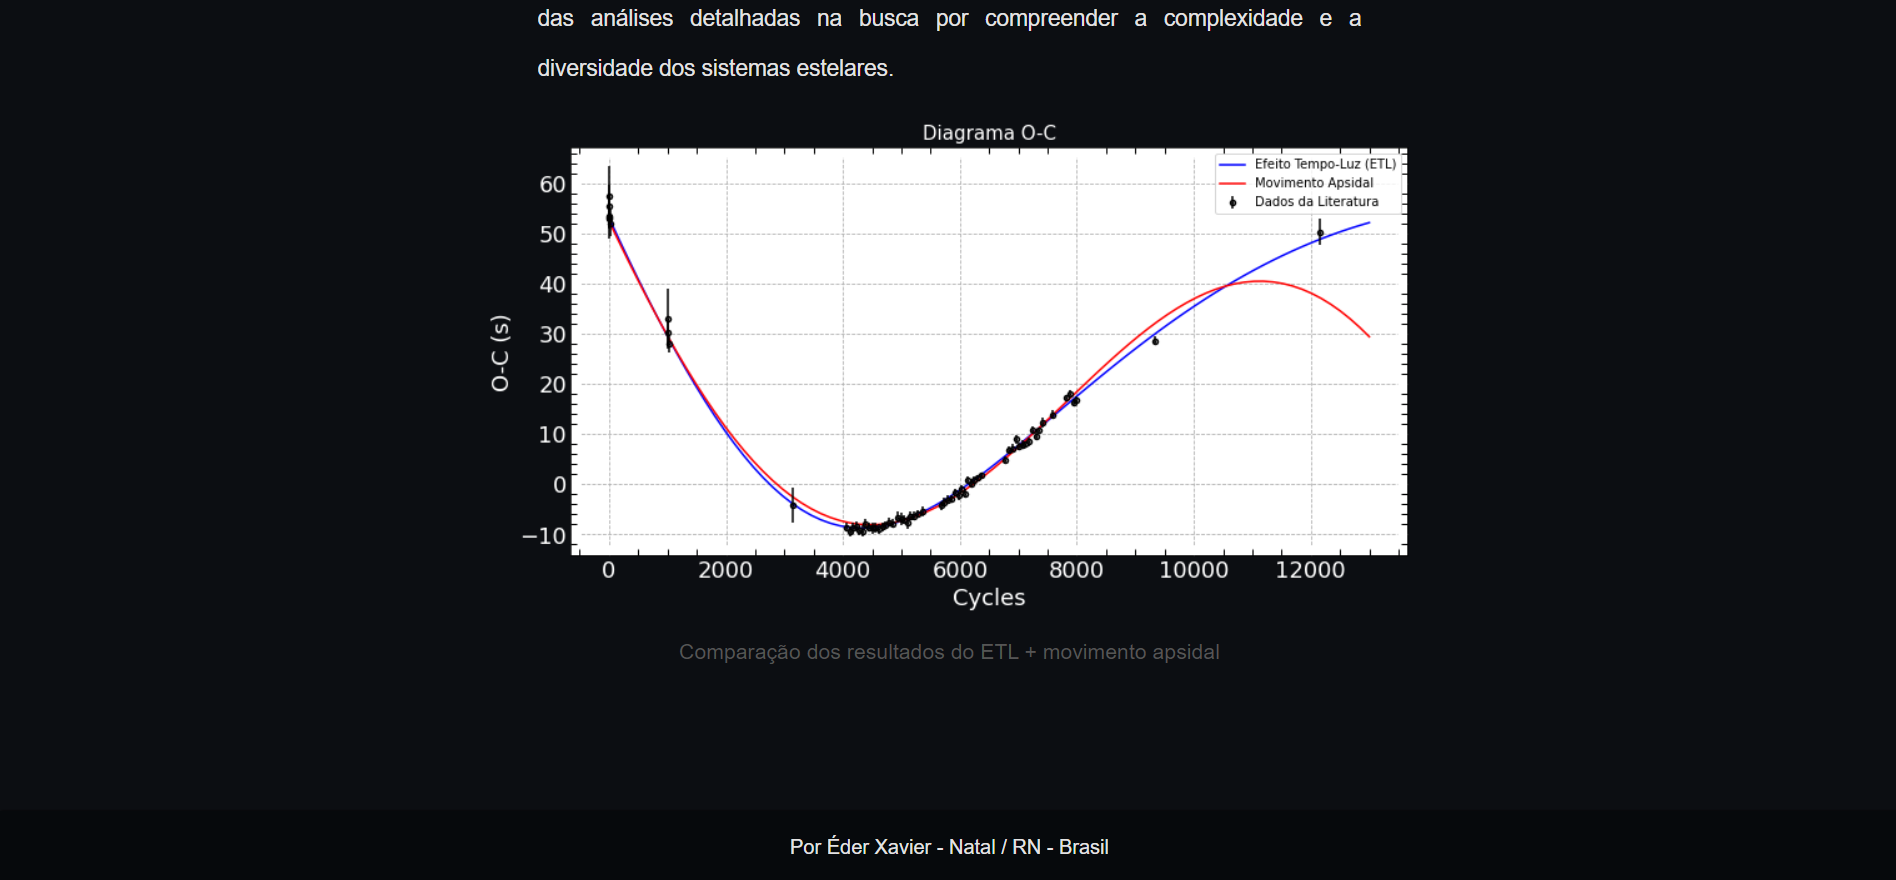 das análises detalhadas na busca por compreender a complexidade e a
diversidade dos sistemas estelares.
Diagrama O-C
Efeito Tempo-Luz (ETL)
Movimento Apsidal
Dados da Literatura
60
50
40
30
20
10
0
−10
O-C (s)
0 2000 4000 6000 8000 10000 12000
Cycles
Comparação dos resultados do ETL + movimento apsidal
Por Éder Xavier - Natal / RN - Brasil